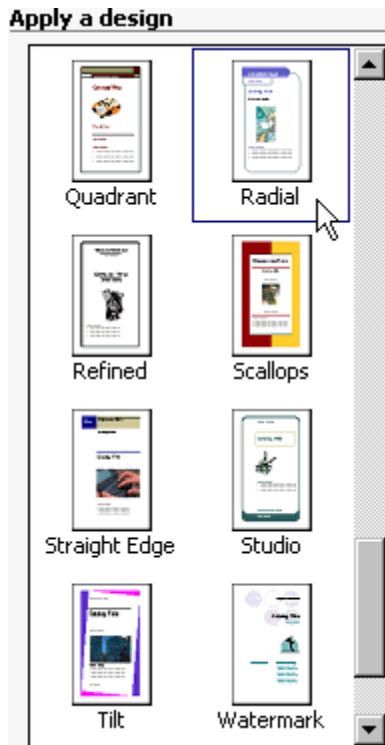 Apply a design
Quadrant
Radial
Refined
Scallops
Straight Edge
Studio
Tilt
Watermark